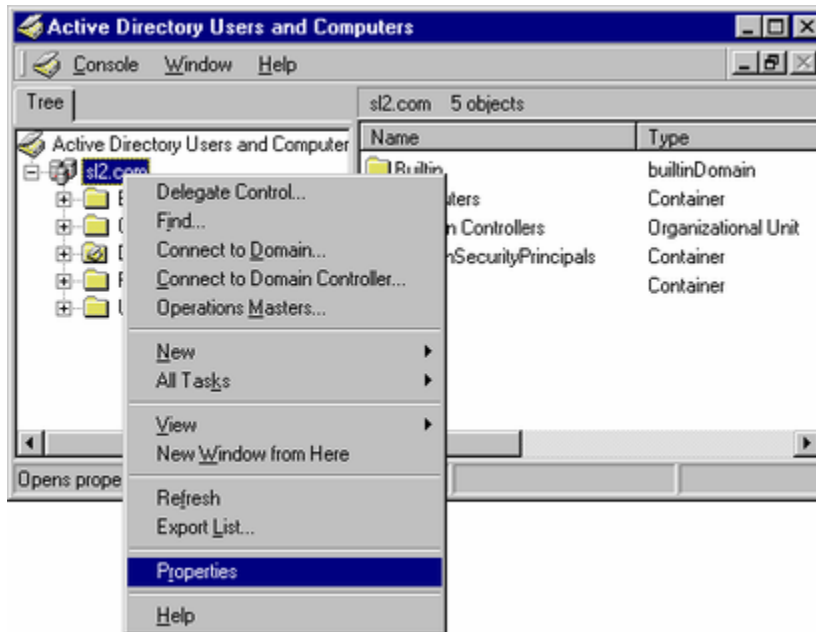 Active Directory Users and Computers
Console Window Help
Tree
sl2.com 5 objects
Active Directory Users and Computer
Name Type
sl2.com
Builtin builtinDomain
Container
n Controllers Organizational Unit
nSecurityPrincipals Container
Container
Delegate Control...
Find...
Connect to Domain...
Connect to Domain Controller...
Operations Masters...
New
All Tasks
View
New Window from Here
Refresh
Export List...
Properties
Help
Opens prope